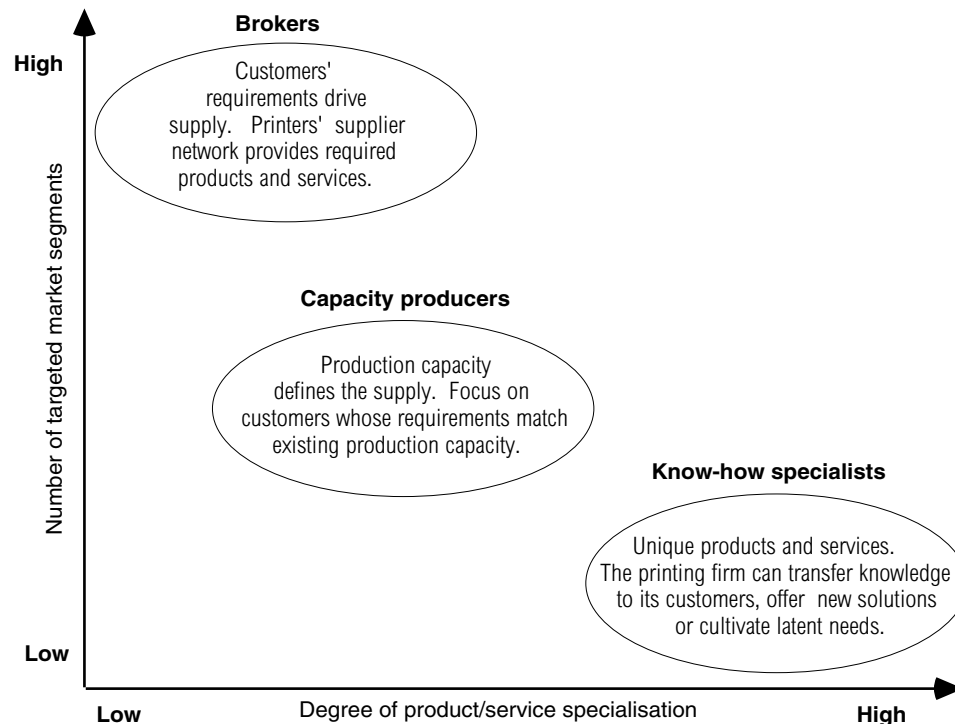 Brokers
High
Customers'
requirements drive
supply. Printers' supplier
network provides required
products and services.
Number of targeted market segments
Capacity producers
Production capacity
defines the supply. Focus on
customers whose requirements match
existing production capacity.
Know-how specialists
Unique products and services.
The printing firm can transfer knowledge
to its customers, offer new solutions
or cultivate latent needs.
Low
Low
Degree of product/service specialisation
High